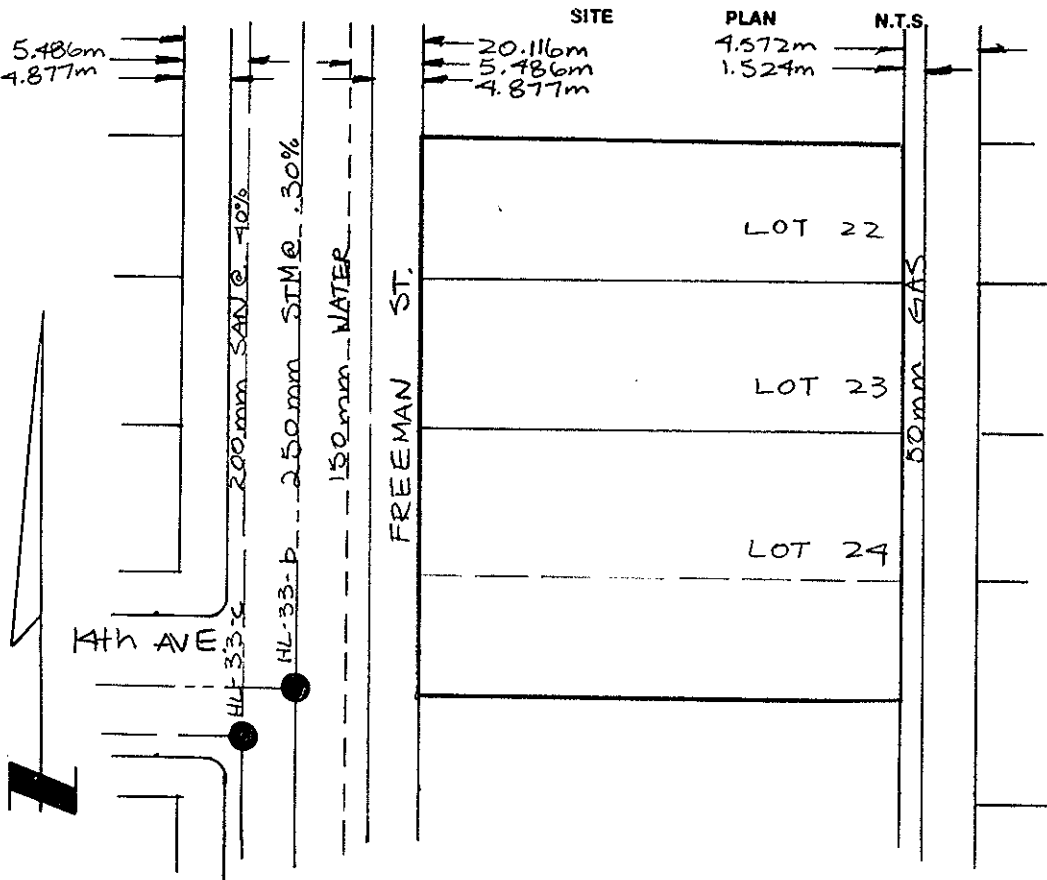 SITE PLAN N.T.S.
5.486m
4.877m
20.116m
5.486m
4.877m
4.572m
1.524m
200mm SAN @ .40%
250mm STM @ .30%
150mm WATER
FREEMAN ST.
LOT 22
LOT 23
LOT 24
50mm GAS
14th AVE
HL-33-C
HL-33-D